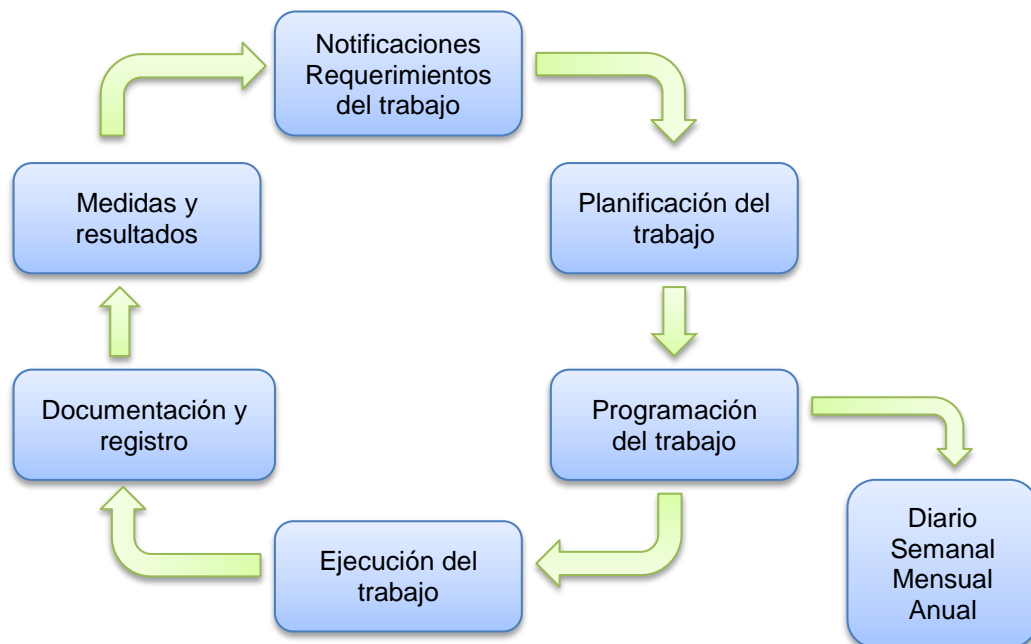 Notificaciones
Requerimientos
del trabajo
Planificación del
trabajo
Programación
del trabajo
Diario
Semanal
Mensual
Anual
Ejecución del
trabajo
Documentación y
registro
Medidas y
resultados